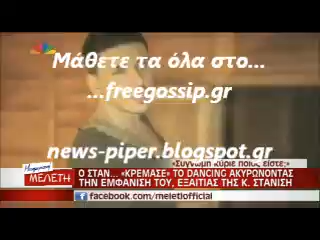 Μάθετε τα όλα στο...
...freegossip.gr
news-piper.blogspot.gr
«Συγνώμη κύριε ποιος είστε;»
ΜΕΛΕΤΗ
Ο ΣΤΑΝ... «ΚΡΕΜΑΣΕ» ΤΟ DANCING ΑΚΥΡΩΝΟΝΤΑΣ
ΤΗΝ ΕΜΦΑΝΙΣΗ ΤΟΥ, ΕΞΑΙΤΙΑΣ ΤΗΣ Κ. ΣΤΑΝΙΣΗ
facebook.com/meletiofficial